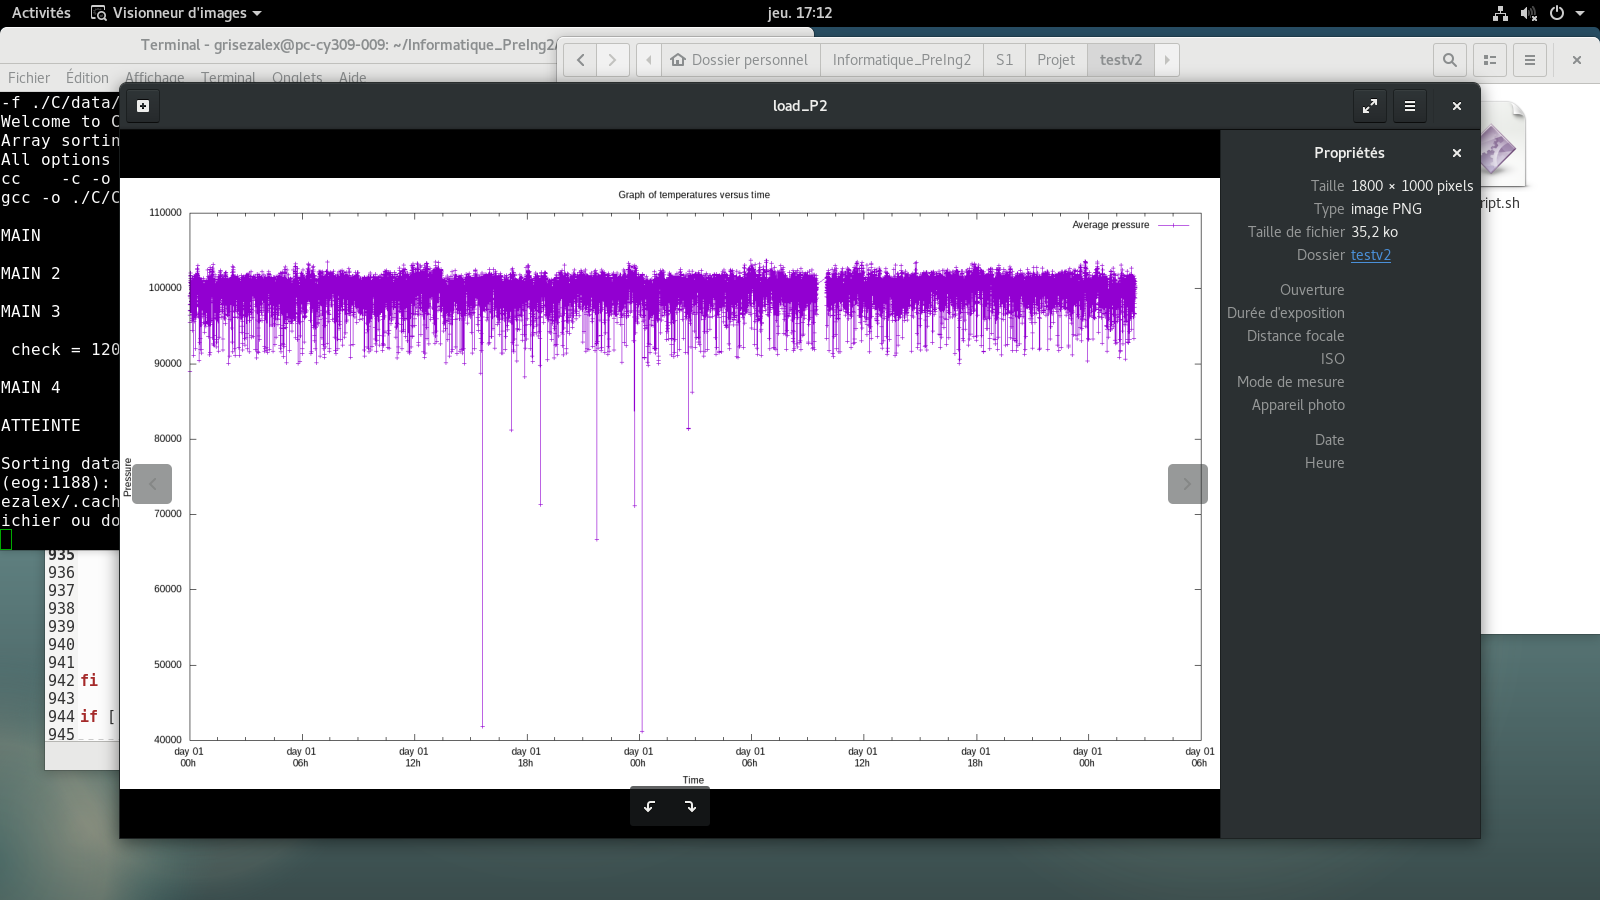 Activités
Visionneur d'images
jeu. 17:12
Terminal - grisezalex@pc-cy309-009: ~/Informatique_PreIng2/
Fichier Édition Affichage Terminal Onglets Aide
Dossier personnel Informatique_PreIng2 S1 Projet testv2
-f ./C/data/
Welcome to C
Array sortin
All options
cc -c -o
gcc -o ./C/C
MAIN
MAIN 2
MAIN 3
check = 120
MAIN 4
ATTEINTE
Sorting data
(eog:1188):
ezalex/.cach
ichier ou do
935
936
937
938
939
940
941
942 fi
943
944 if [
945
ript.sh
load_P2
Graph of temperatures versus time
Average pressure
110000
100000
90000
80000
70000
60000
50000
40000
Pressure
day 01 day 01 day 01 day 01 day 01 day 01 day 01 day 01 day 01 day 01
00h 06h 12h 18h 00h 06h 12h 18h 00h 06h
Time
Propriétés
Taille 1800 × 1000 pixels
Type image PNG
Taille de fichier 35,2 ko
Dossier testv2
Ouverture
Durée d'exposition
Distance focale
ISO
Mode de mesure
Appareil photo
Date
Heure